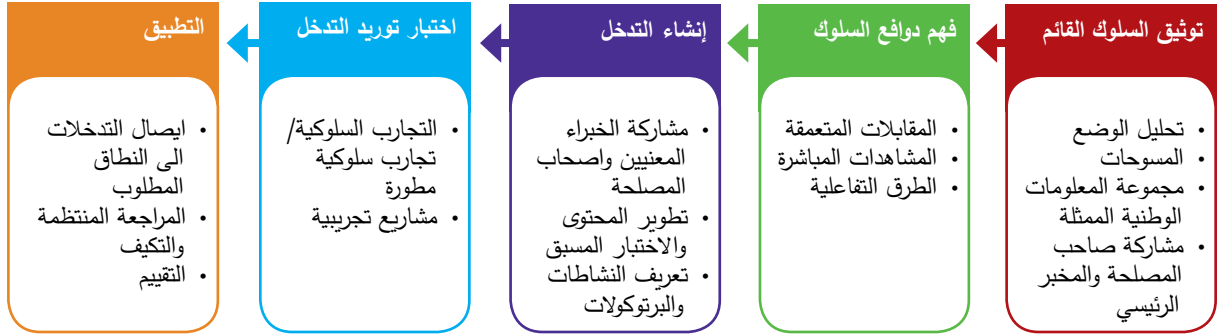 توثيق السلوك القائم
• تحليل الوضع
• المسوحات
• مجموعة المعلومات
الوطنية الممثلة
• مشاركة صاحب
المصلحة والمخبر
الرئيسي
فهم دوافع السلوك
• المقابلات المتعمقة
• المشاهدات المباشرة
• الطرق التفاعلية
إنشاء التدخل
• مشاركة الخبراء
المعنيين واصحاب
المصلحة
• تطوير المحتوى
والاختبار المسبق
• تعريف النشاطات
والبرتوكولات
اختبار توريد التدخل
• التجارب السلوكية/
تجارب سلوكية
مطورة
• مشاريع تجريبية
التطبيق
• ايصال التدخلات
الى النطاق
المطلوب
• المراجعة المنتظمة
والتكيف
• التقييم